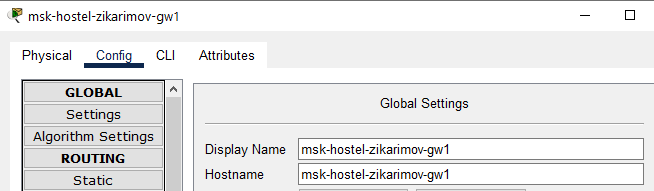 msk-hostel-zikarimov-gw1
Physical Config CLI Attributes
GLOBAL
Settings
Algorithm Settings
ROUTING
Static
Global Settings
Display Name msk-hostel-zikarimov-gw1
Hostname msk-hostel-zikarimov-gw1